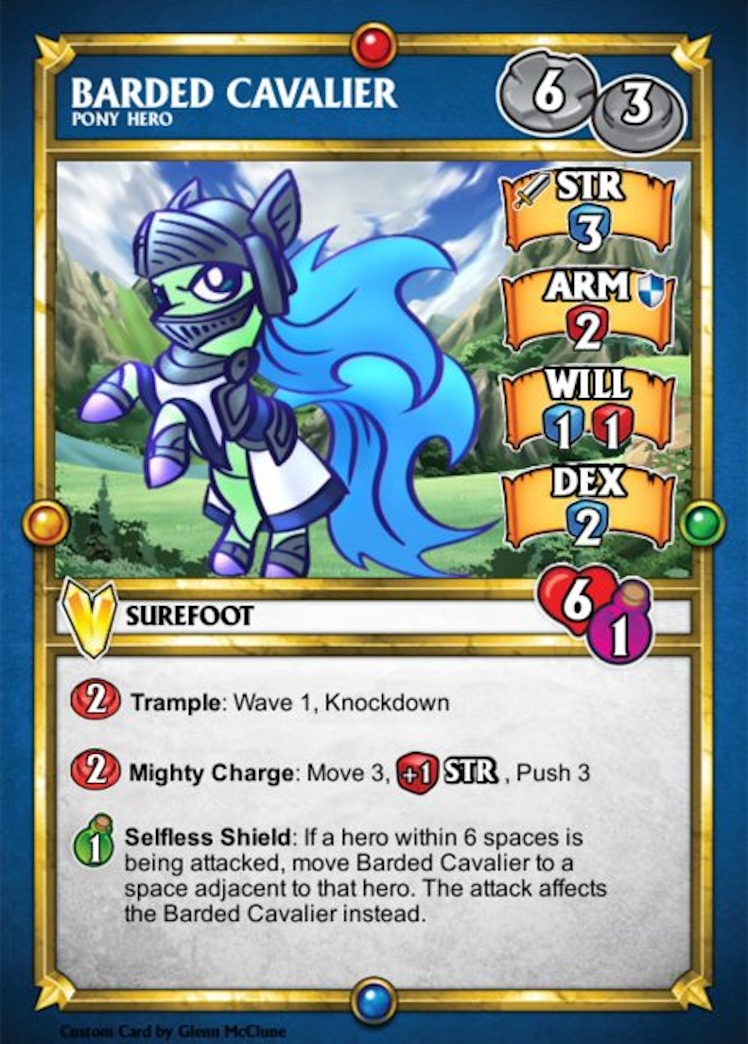 BARDED CAVALIER
PONY HERO
6 3
STR
3
ARM
2
WILL
1 1
DEX
2
SUREFOOT
6 1
2 Trample: Wave 1, Knockdown
2 Mighty Charge: Move 3, +1 STR , Push 3
1 Selfless Shield: If a hero within 6 spaces is
being attacked, move Barded Cavalier to a
space adjacent to that hero. The attack affects
the Barded Cavalier instead.
Custom Card by Glenn McClune